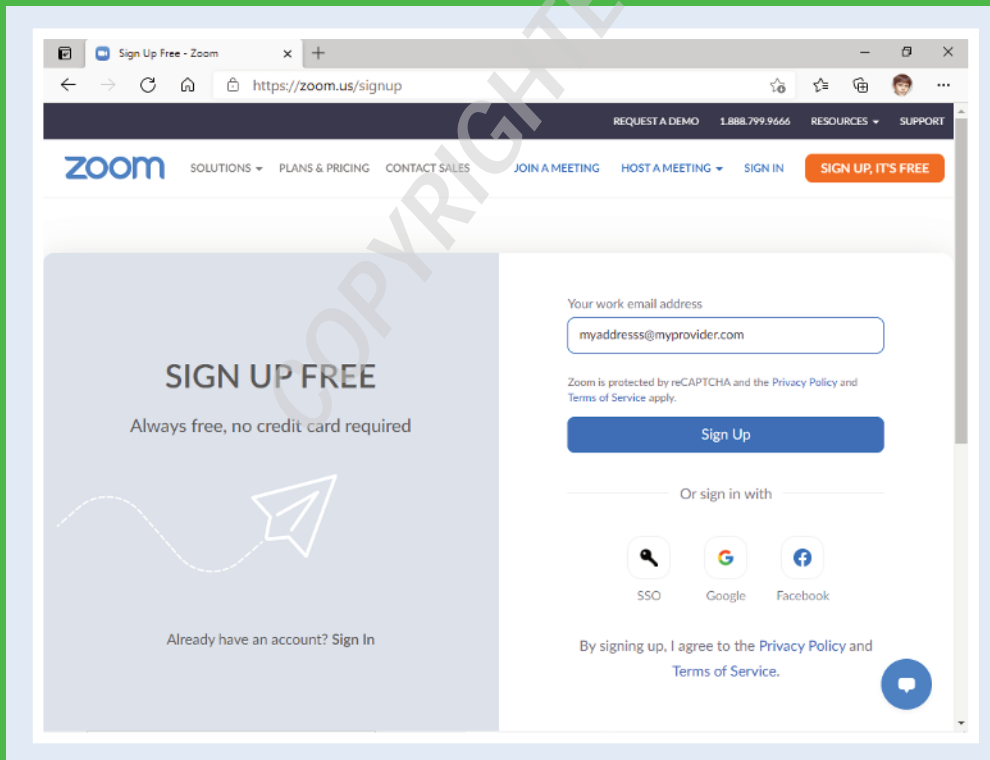 Sign Up Free - Zoom
https://zoom.us/signup
REQUEST A DEMO 1.888.799.9666 RESOURCES SUPPORT
zoom SOLUTIONS PLANS & PRICING CONTACT SALES JOIN A MEETING HOST A MEETING SIGN IN SIGN UP, IT'S FREE
SIGN UP FREE
Always free, no credit card required
Already have an account? Sign In
Your work email address
myaddresss@myprovider.com
Zoom is protected by reCAPTCHA and the Privacy Policy and
Terms of Service apply.
Sign Up
Or sign in with
SSO Google Facebook
By signing up, I agree to the Privacy Policy and
Terms of Service.
COPYRIGHTE